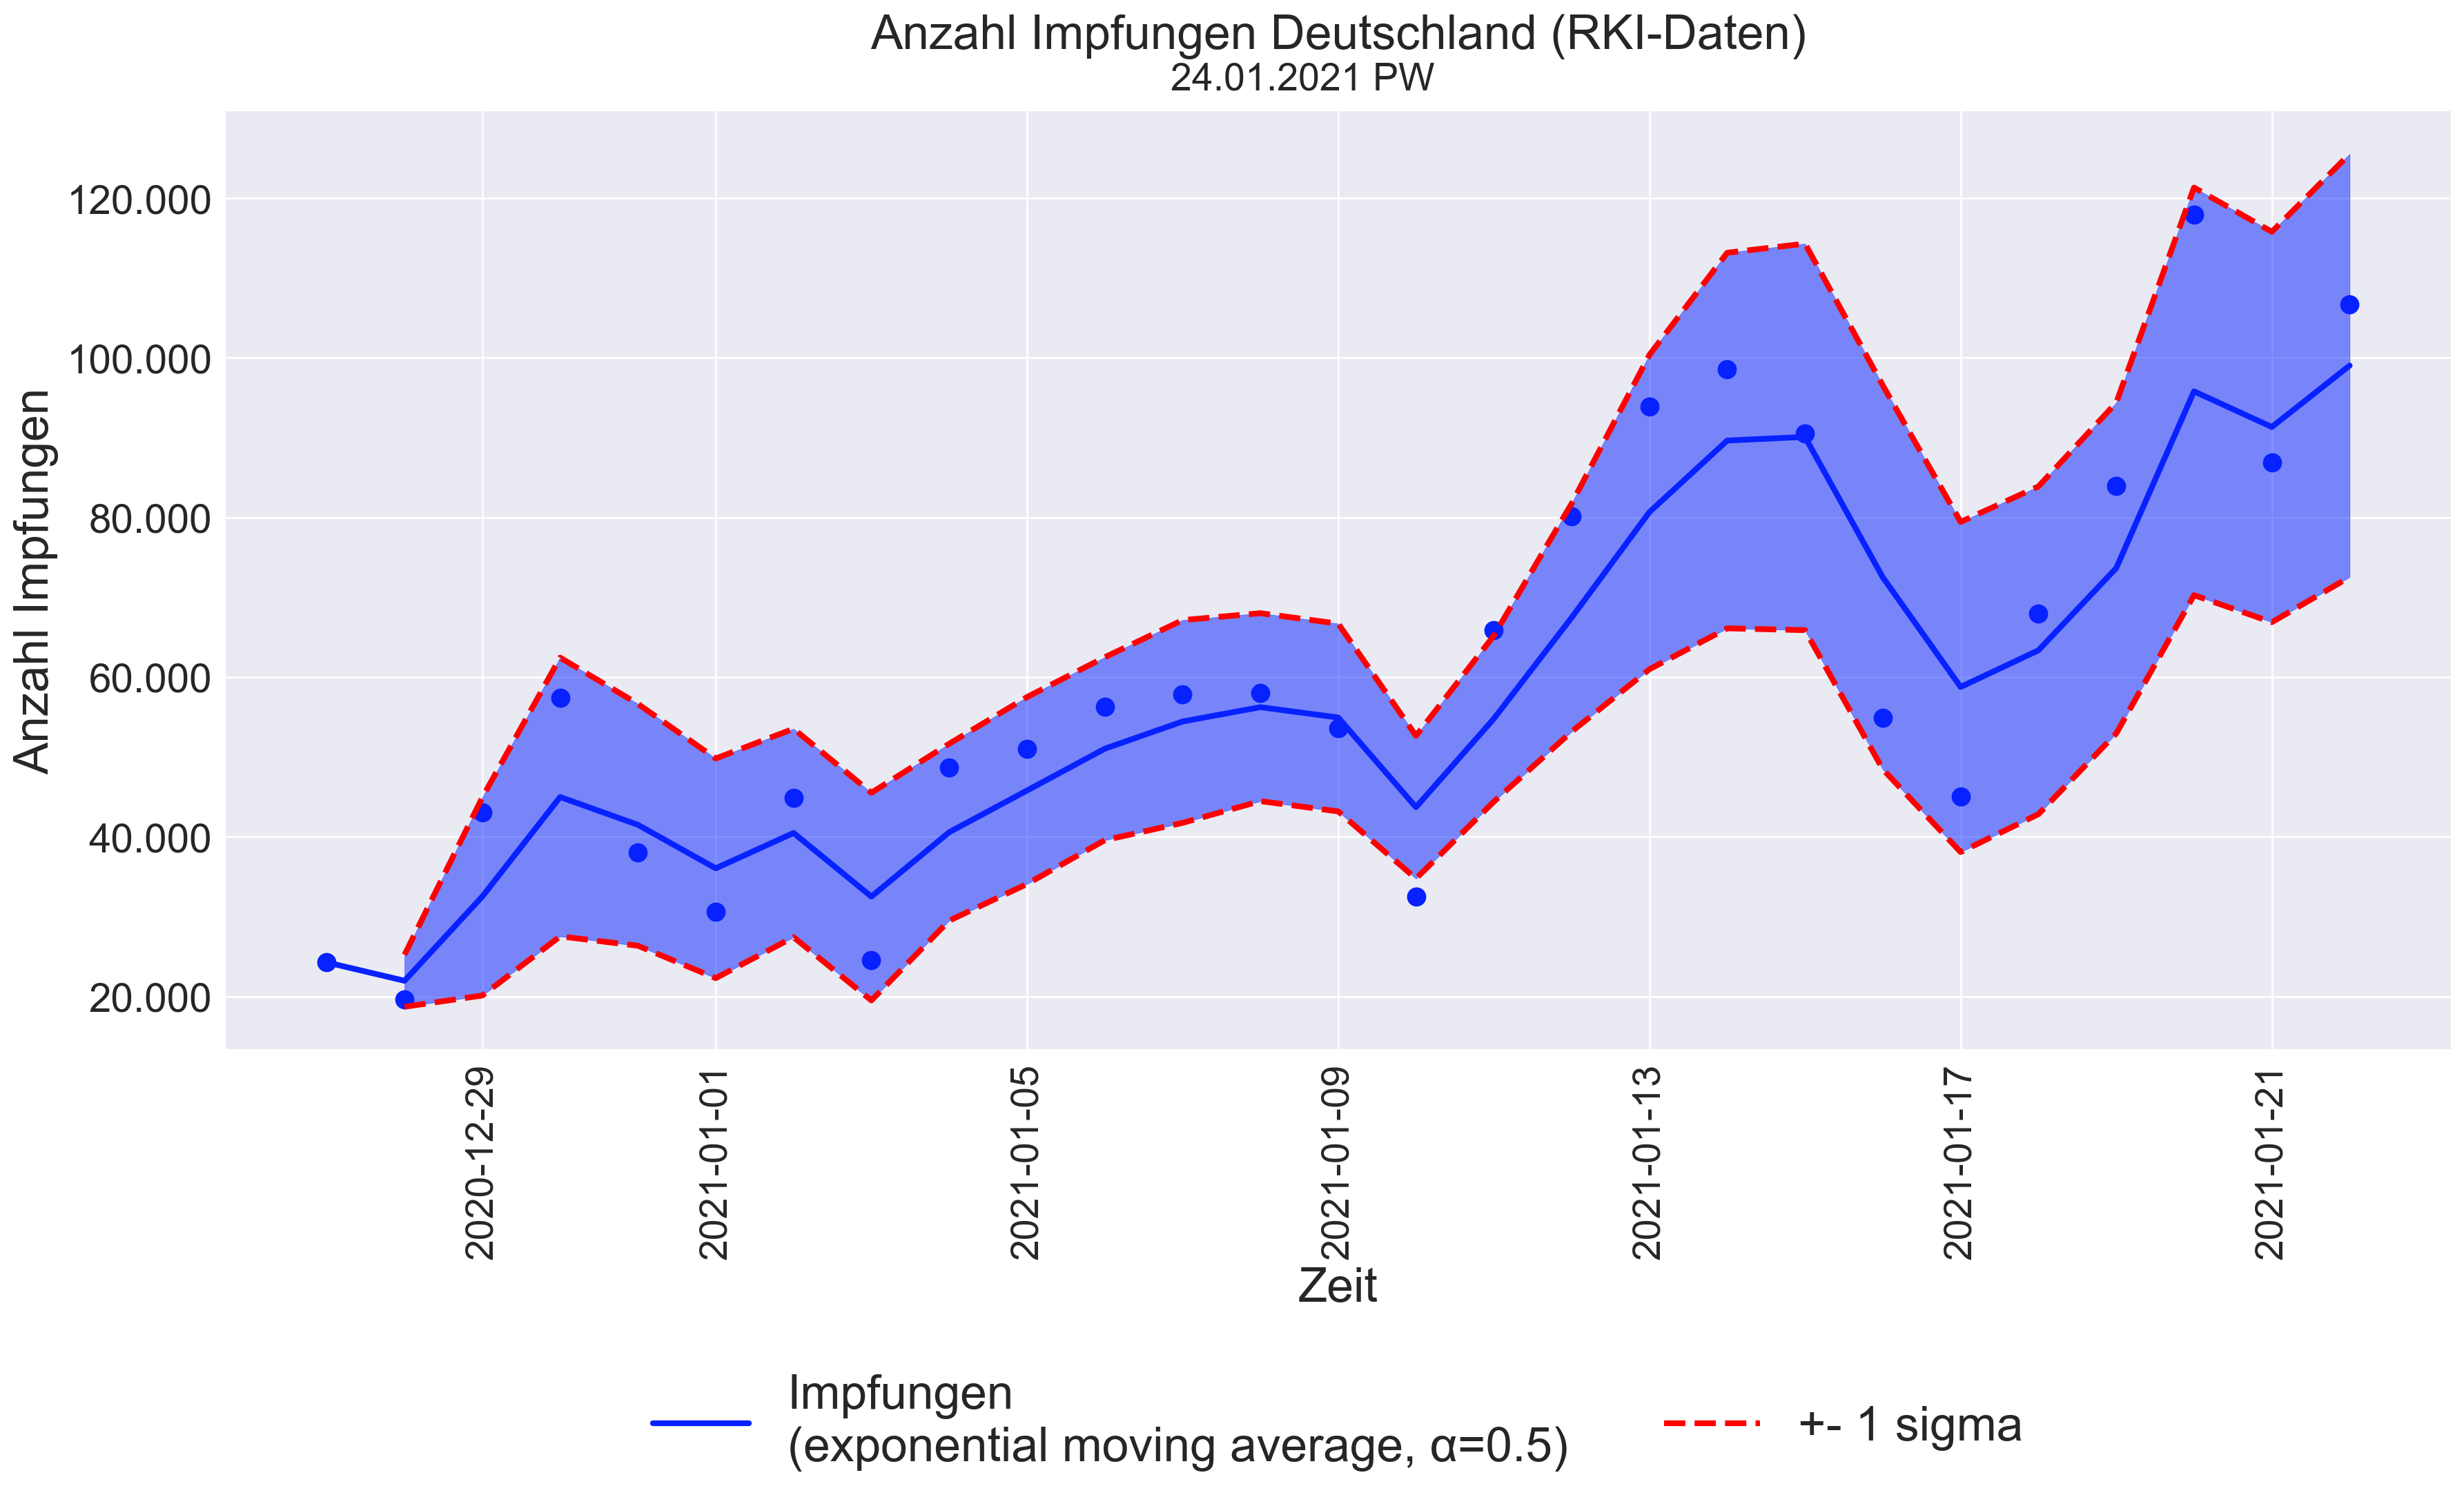 Anzahl Impfungen Deutschland (RKI-Daten)
24.01.2021 PW
Anzahl Impfungen
120.000
100.000
80.000
60.000
40.000
20.000
2020-12-29
2021-01-01
2021-01-05
2021-01-09
2021-01-13
2021-01-17
2021-01-21
Zeit
Impfungen
(exponential moving average, α=0.5)
+- 1 sigma